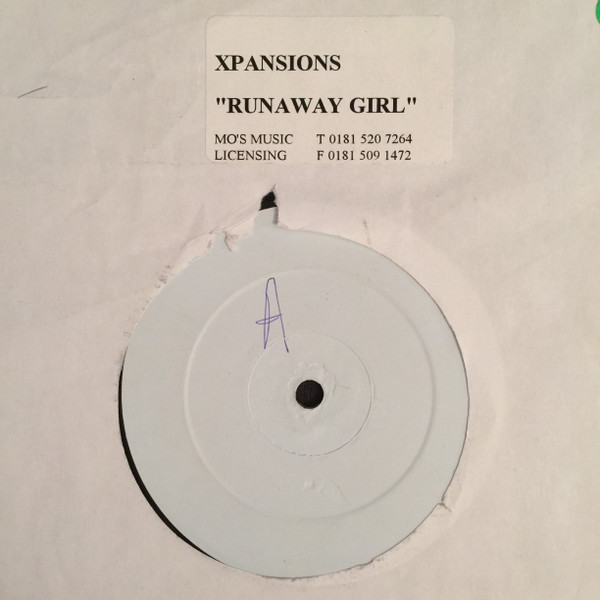 XPANSIONS
"RUNAWAY GIRL"
MO'S MUSIC T 0181 520 7264
LICENSING F 0181 509 1472
A